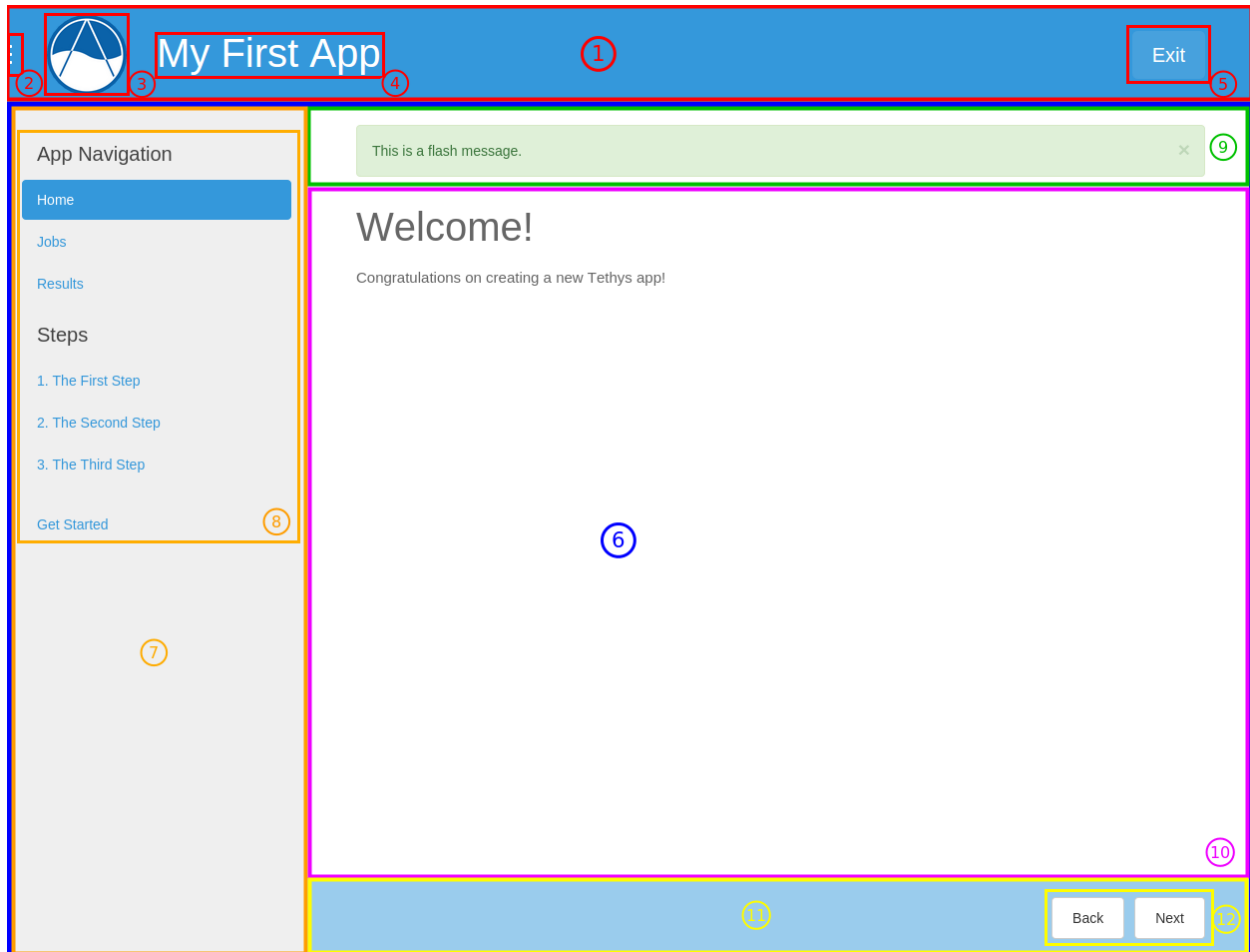 My First App
1
Exit
2
3
4
5
App Navigation
Home
Jobs
Results
Steps
1. The First Step
2. The Second Step
3. The Third Step
Get Started
8
7
This is a flash message.
×
9
Welcome!
Congratulations on creating a new Tethys app!
6
10
11
Back
Next
12